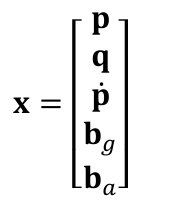 𝐱 = [
𝐩
𝐪
𝐩̇
𝐛_g
𝐛_a
]